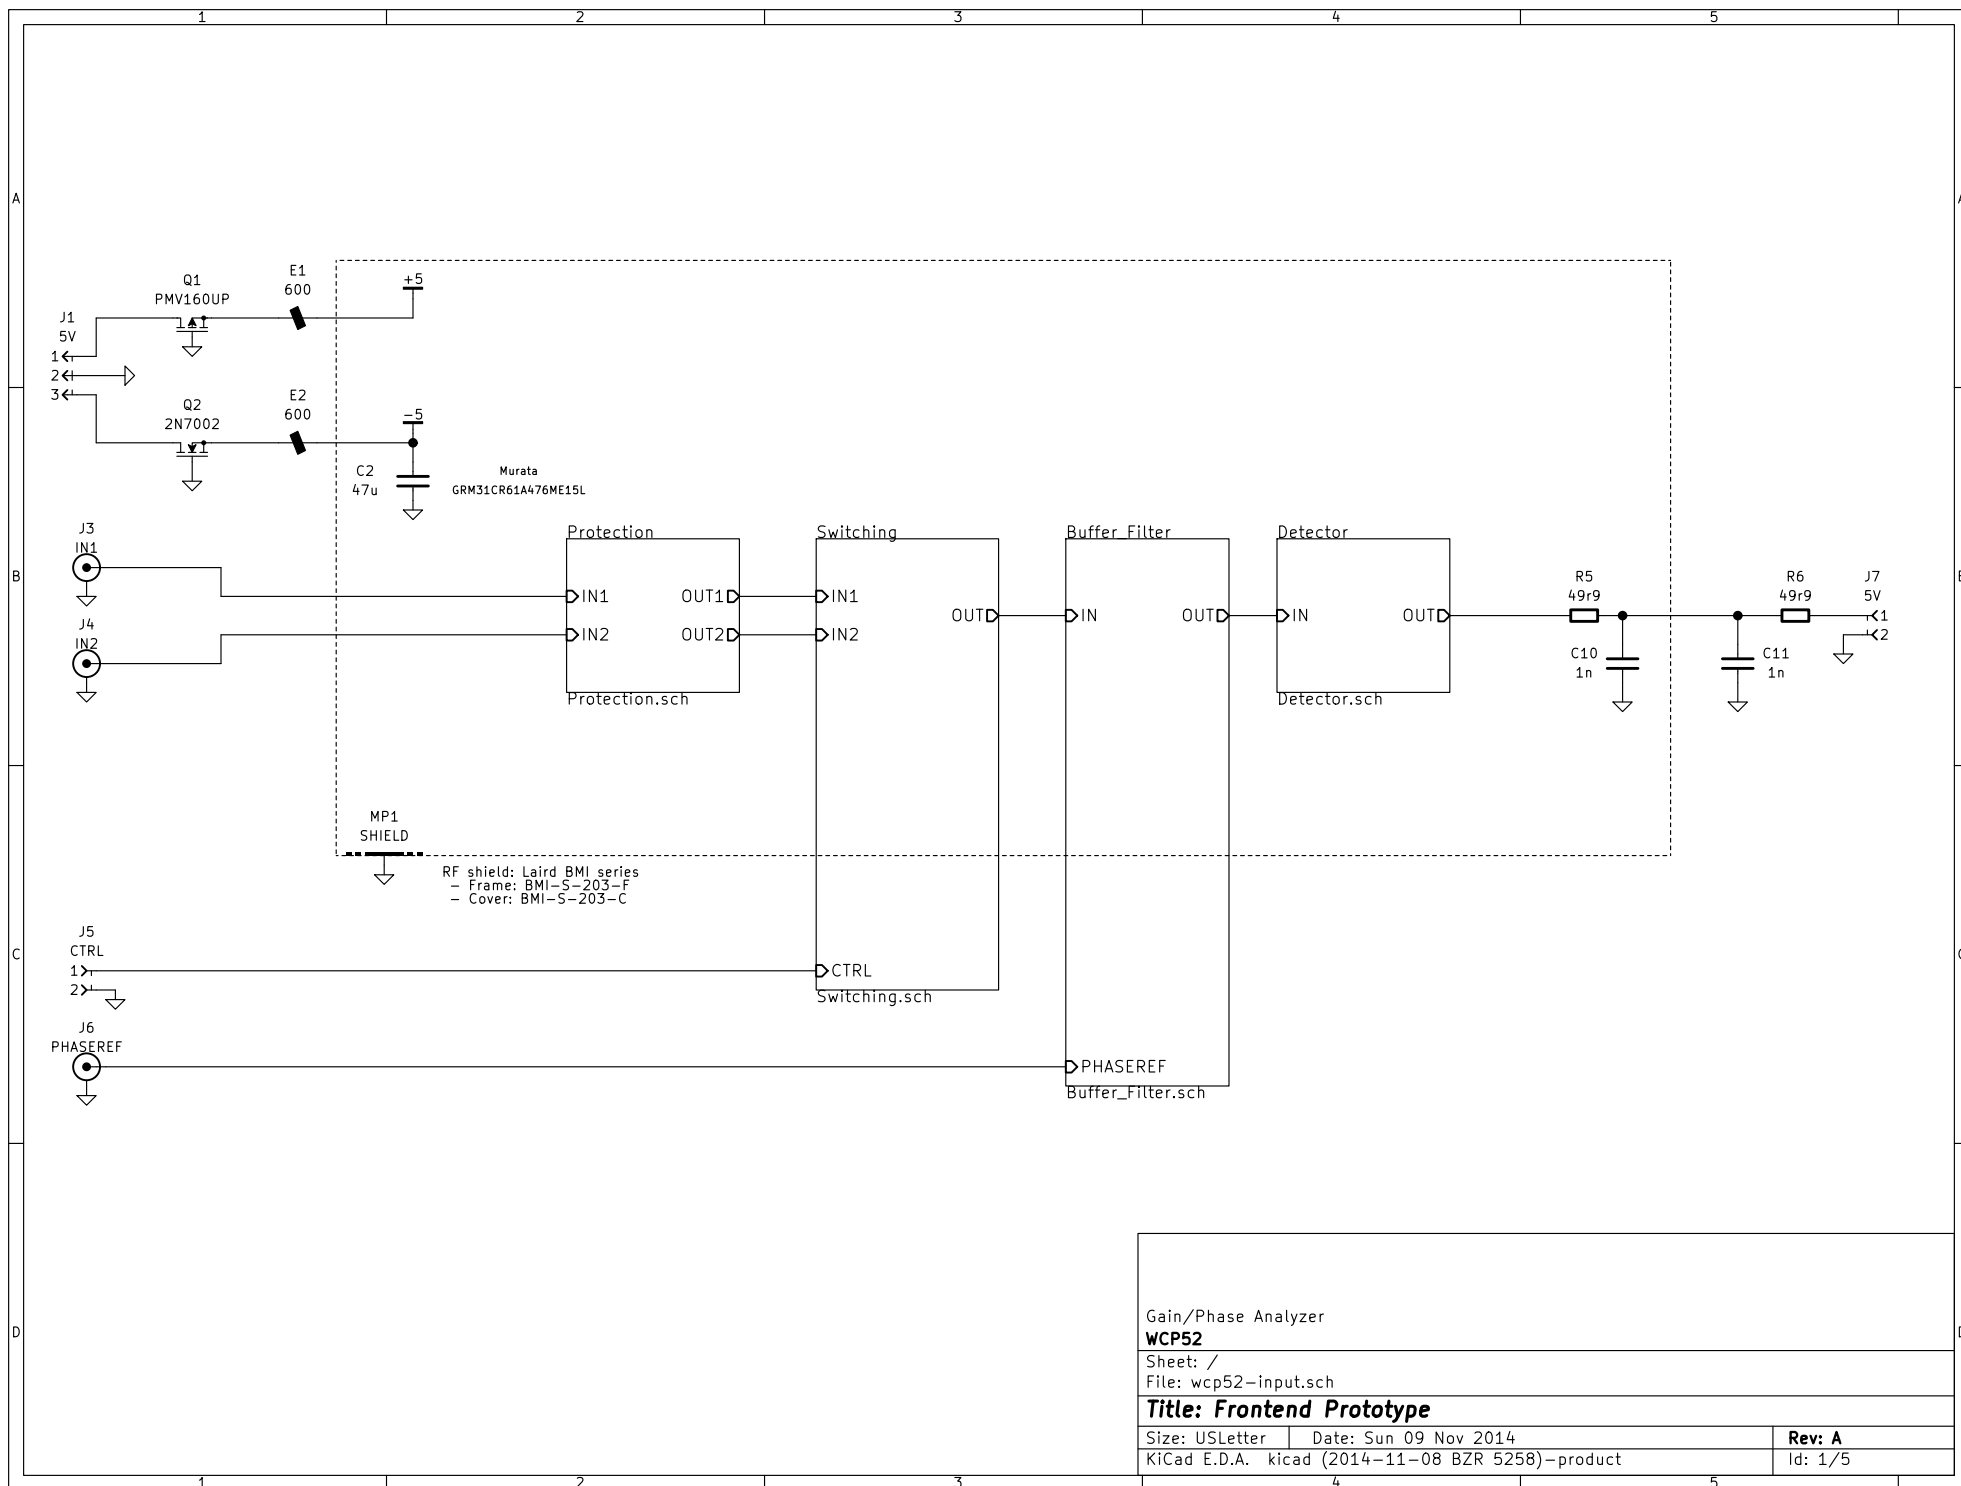 1 2 3 4 5
A A
Q1
PMV160UP
E1
600
+5
J1
5V
1
2
3
Q2
2N7002
E2
600
-5
C2
47u
Murata
GRM31CR61A476ME15L
J3
IN1
J4
IN2
B
Protection
IN1 OUT1
IN2 OUT2
Protection.sch
Switching
IN1
IN2
OUT
CTRL
Switching.sch
Buffer_Filter
IN OUT
PHASEREF
Buffer_Filter.sch
Detector
IN OUT
Detector.sch
R5
49r9
C10
1n
C11
1n
R6
49r9
J7
5V
1
2
MP1
SHIELD
RF shield: Laird BMI series
- Frame: BMI-S-203-F
- Cover: BMI-S-203-C
C
J5
CTRL
1
2
J6
PHASEREF
D
Gain/Phase Analyzer
WCP52
Sheet: /
File: wcp52-input.sch
Title: Frontend Prototype
Size: USLetter Date: Sun 09 Nov 2014 Rev: A
KiCad E.D.A. kicad (2014-11-08 BZR 5258)-product Id: 1/5
1 2 3 4 5